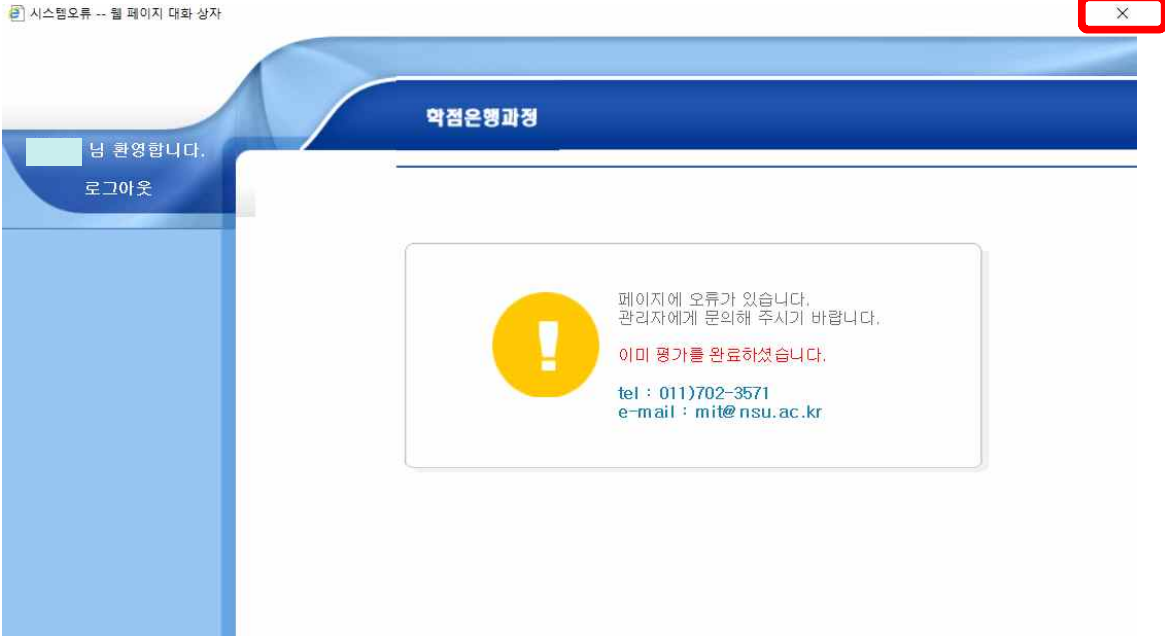 시스템오류 -- 웹 페이지 대화 상자
학점은행과정
님 환영합니다.
로그아웃
페이지에 오류가 있습니다.
관리자에게 문의해 주시기 바랍니다.
이미 평가를 완료하셨습니다.
tel : 011)702-3571
e-mail : mit@nsu.ac.kr